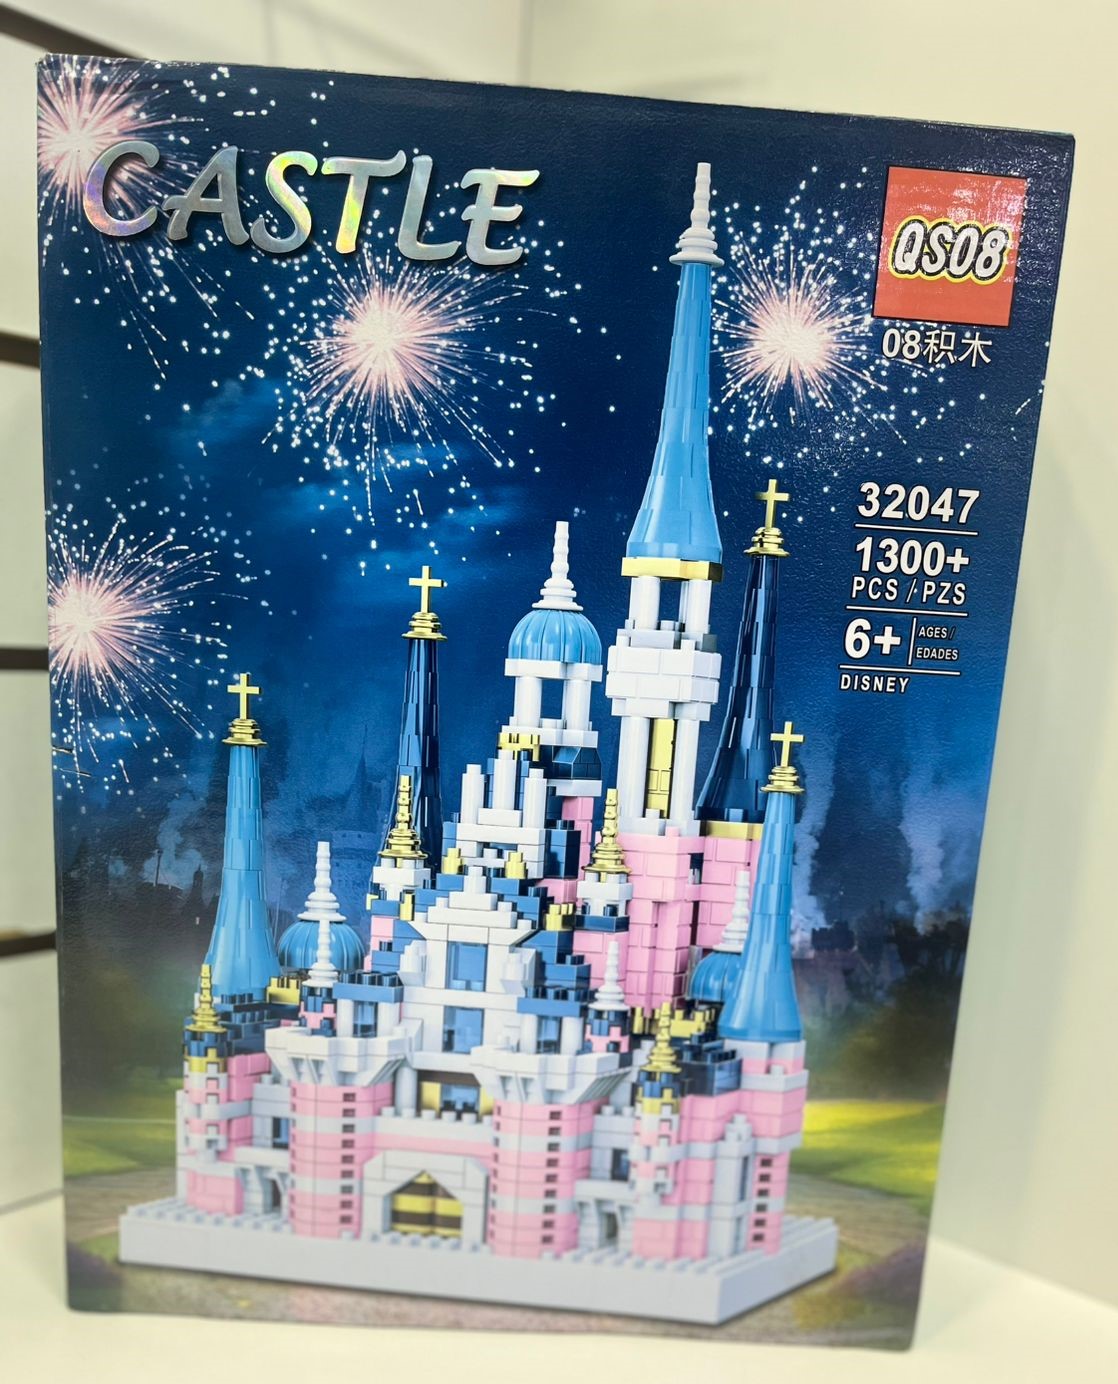 CASTLE
QS08
08积木
32047
1300+
PCS / PZS
6+ AGES /
EDADES
DISNEY